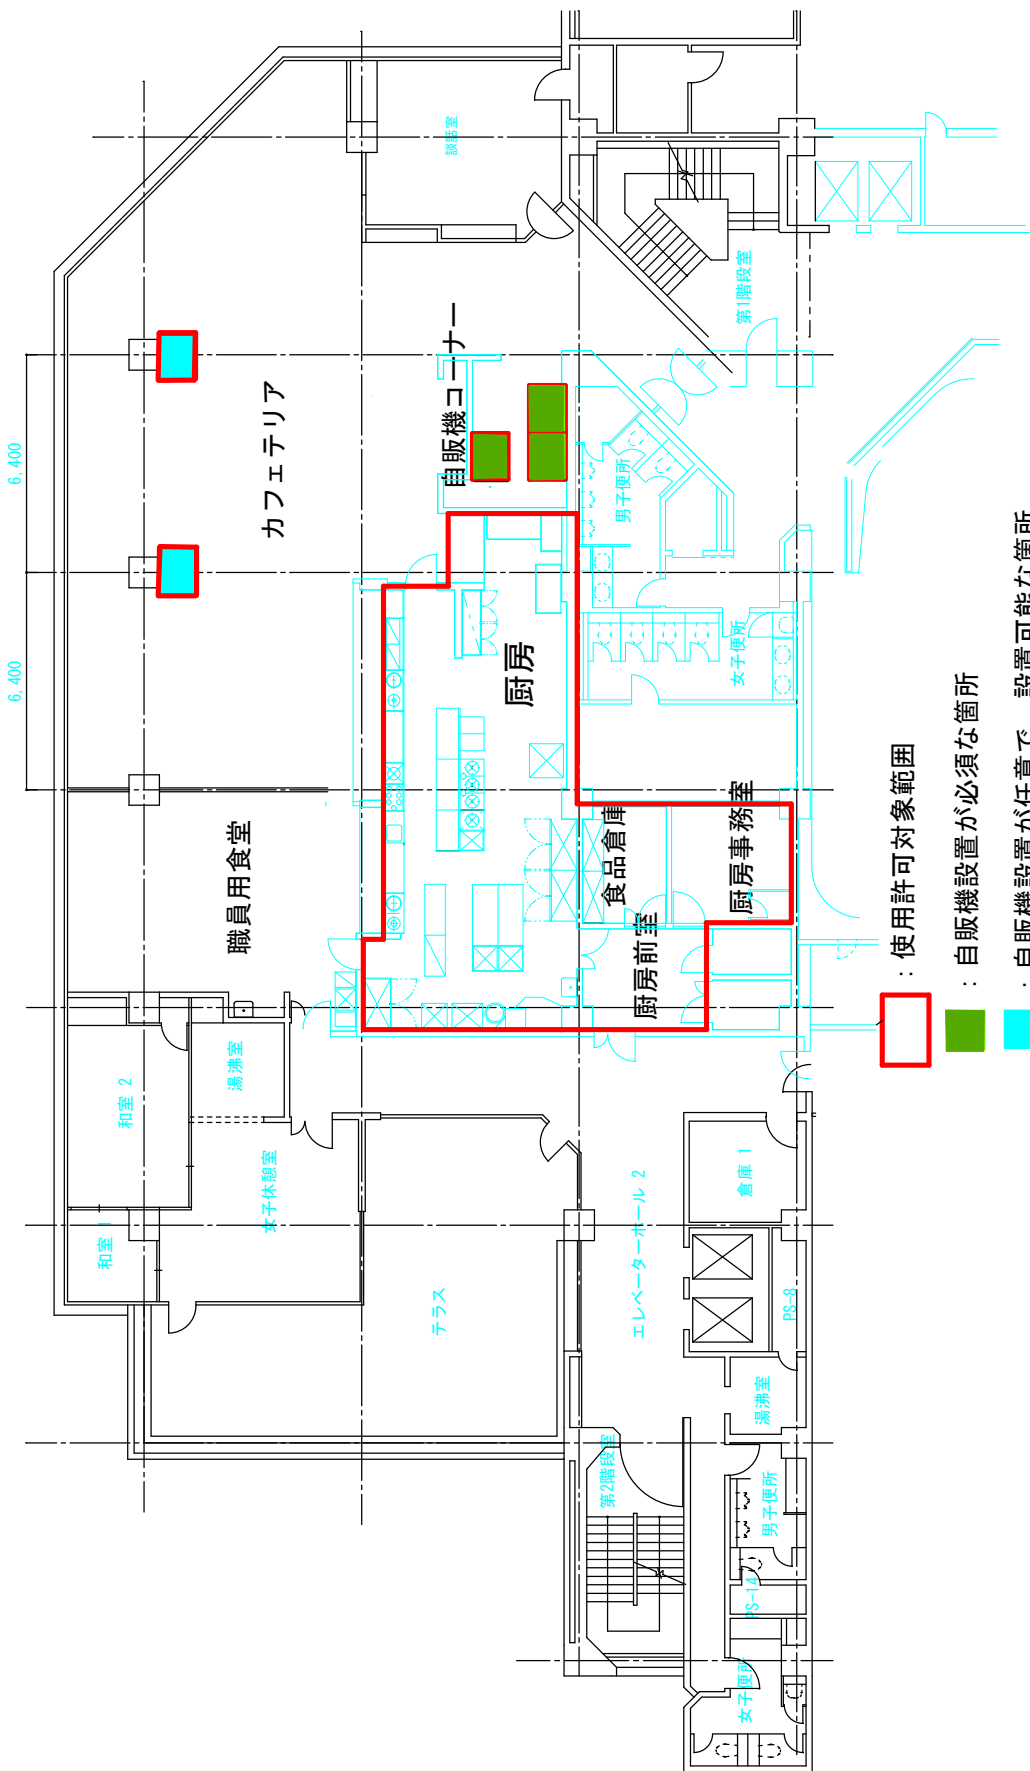 6,400
6,400
談話室
第1階段室
カフェテリア
自販機コーナー
男子便所
女子便所
厨房
食品倉庫
厨房事務室
厨房前室
職員用食堂
湯沸室
和室 2
和室 1
女子休憩室
テラス
エレベーターホール 2
倉庫 1
PS-8
湯沸室
第2階段室
男子便所
PS-14
女子便所
：使用許可対象範囲
：自販機設置が必須な箇所
：自販機設置が任意で、設置可能な箇所